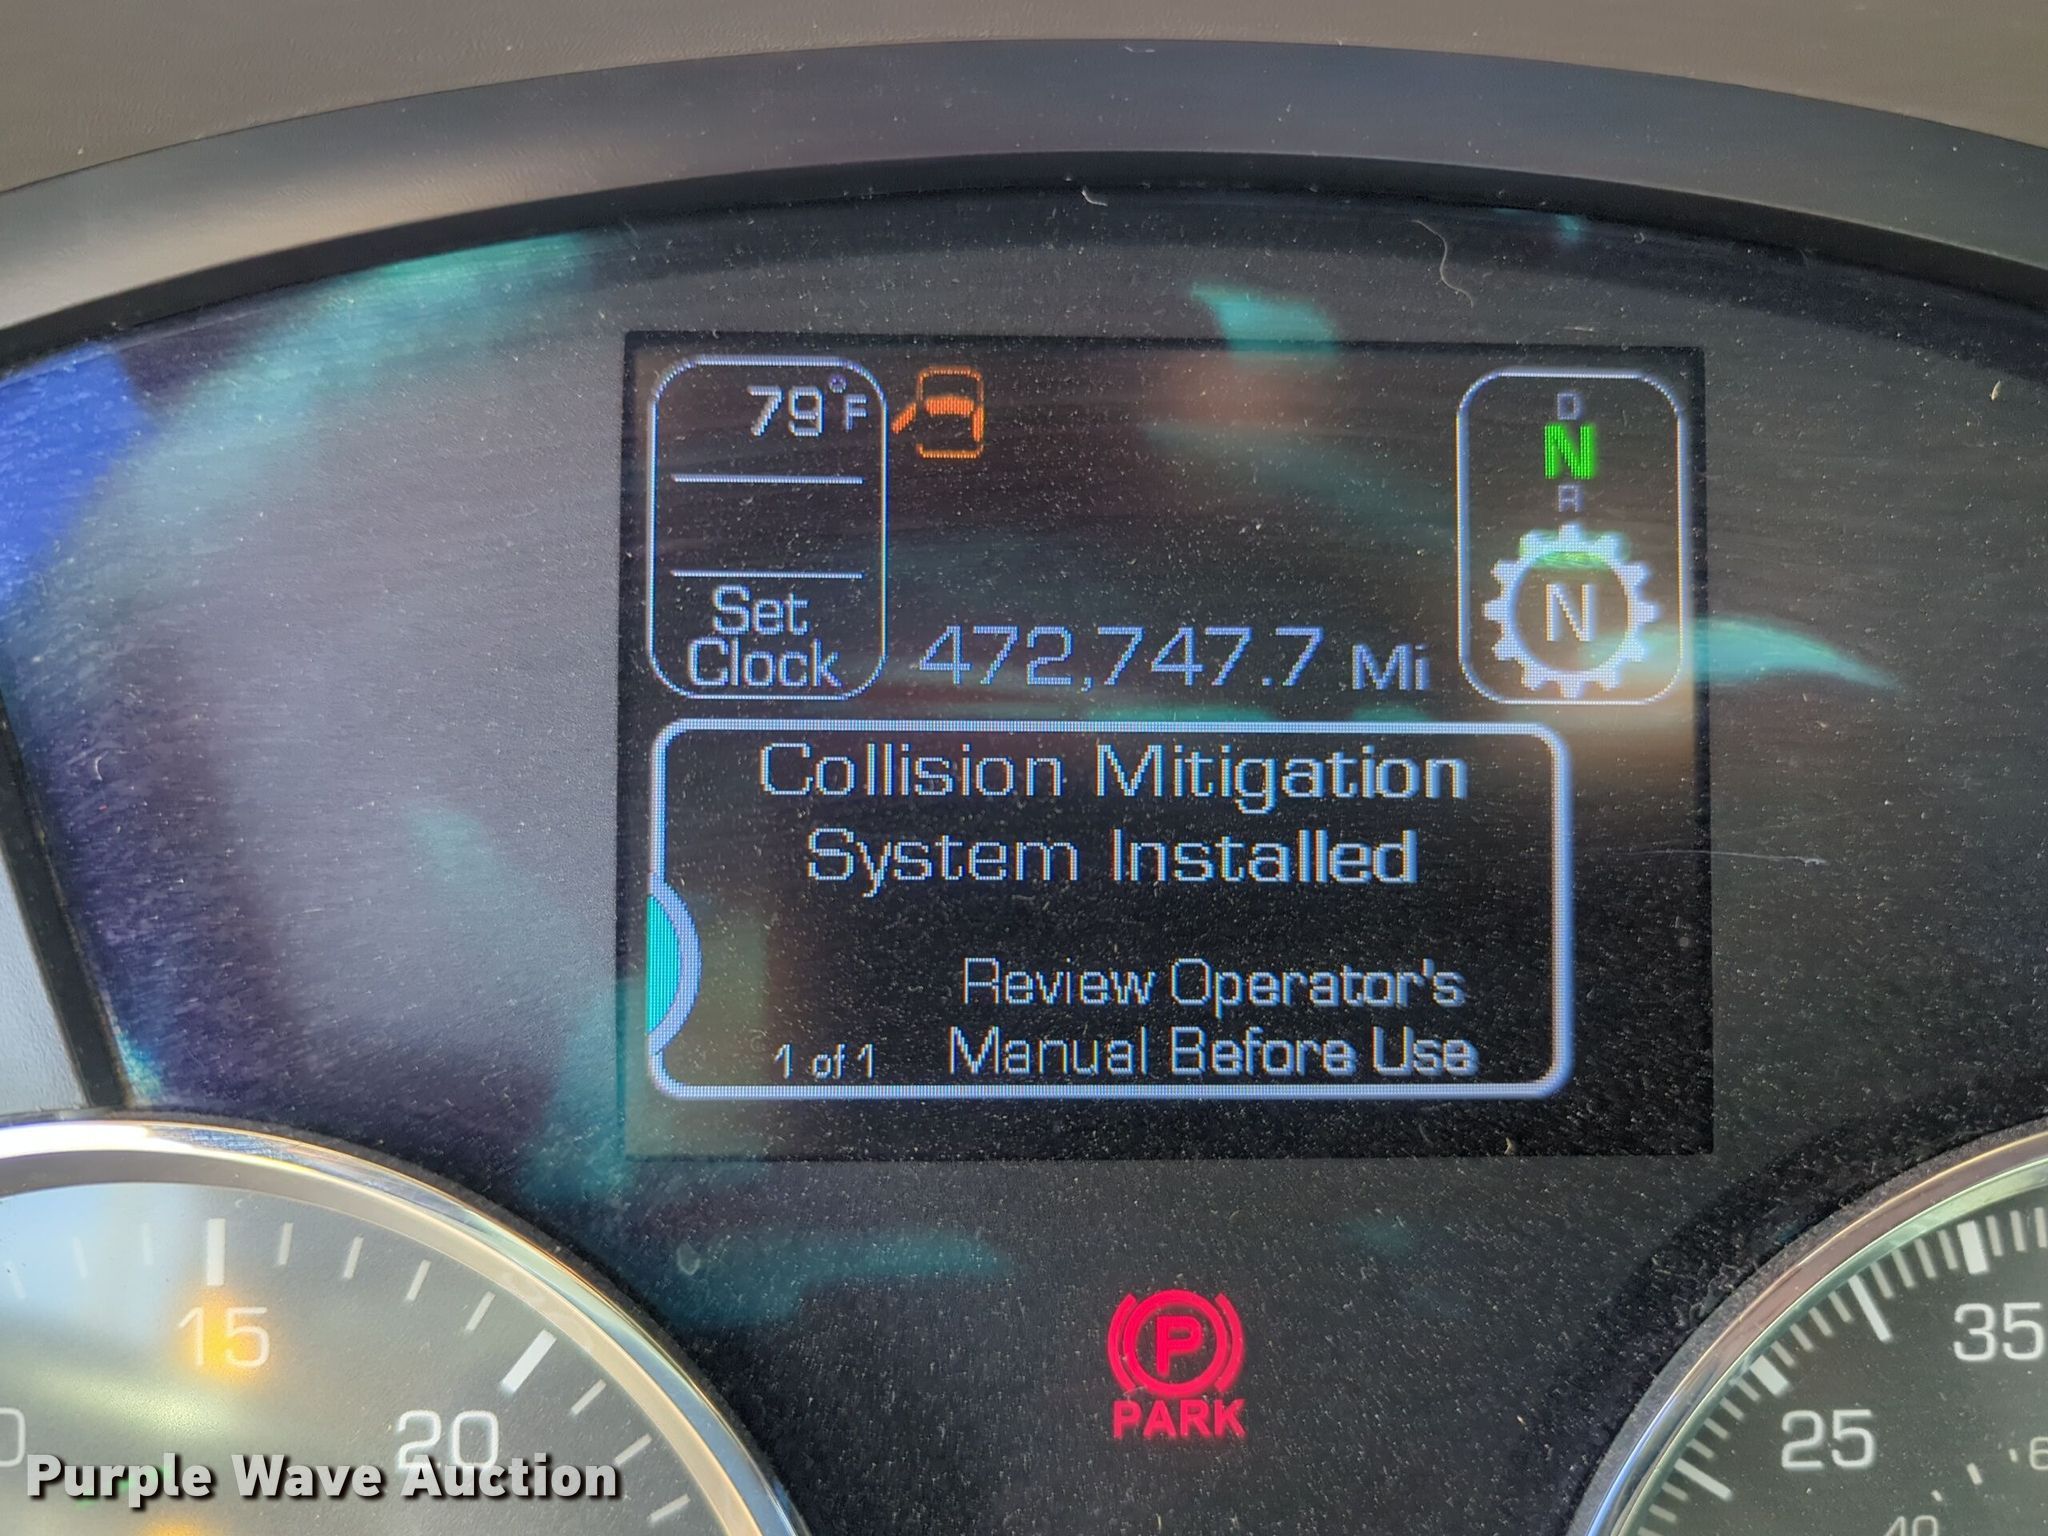 79°F
D
N
R
N
Set
Clock
472,747.7 Mi
Collision Mitigation
System Installed
Review Operator's
Manual Before Use
1 of 1
P
PARK
15
20
35
25
40
Purple Wave Auction